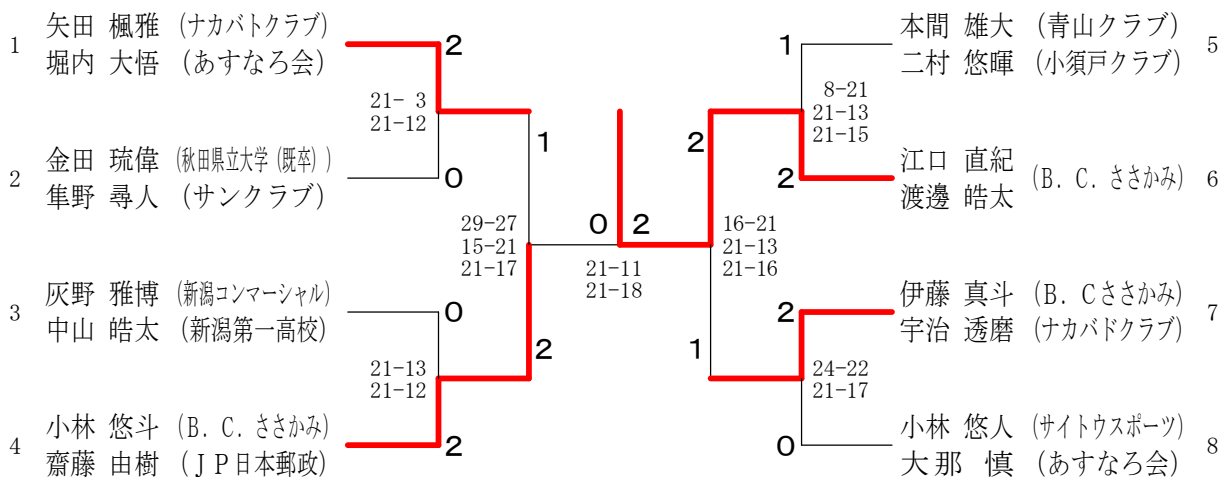 1
矢田 楓雅 (ナカバトクラブ)
堀内 大悟 (あすなろ会)
2
21- 3
21-12
2
金田 琉偉 (秋田県立大学(既卒))
隼野 尋人 (サンクラブ)
0
1
29-27
15-21
21-17
3
灰野 雅博 (新潟コンマーシャル)
中山 皓太 (新潟第一高校)
0
21-13
21-12
2
4
小林 悠斗 (B. C. ささかみ)
齋藤 由樹 (JP日本郵政)
2
0 2
21-11
21-18
1
本間 雄大 (青山クラブ)
二村 悠暉 (小須戸クラブ)
5
8-21
21-13
21-15
2
2
江口 直紀
渡邊 皓太
(B. C. ささかみ)
6
16-21
21-13
21-16
2
伊藤 真斗 (B. Cささかみ)
宇治 透磨 (ナカバドクラブ)
7
1
24-22
21-17
0
小林 悠人 (サイトウスポーツ)
大那 慎 (あすなろ会)
8